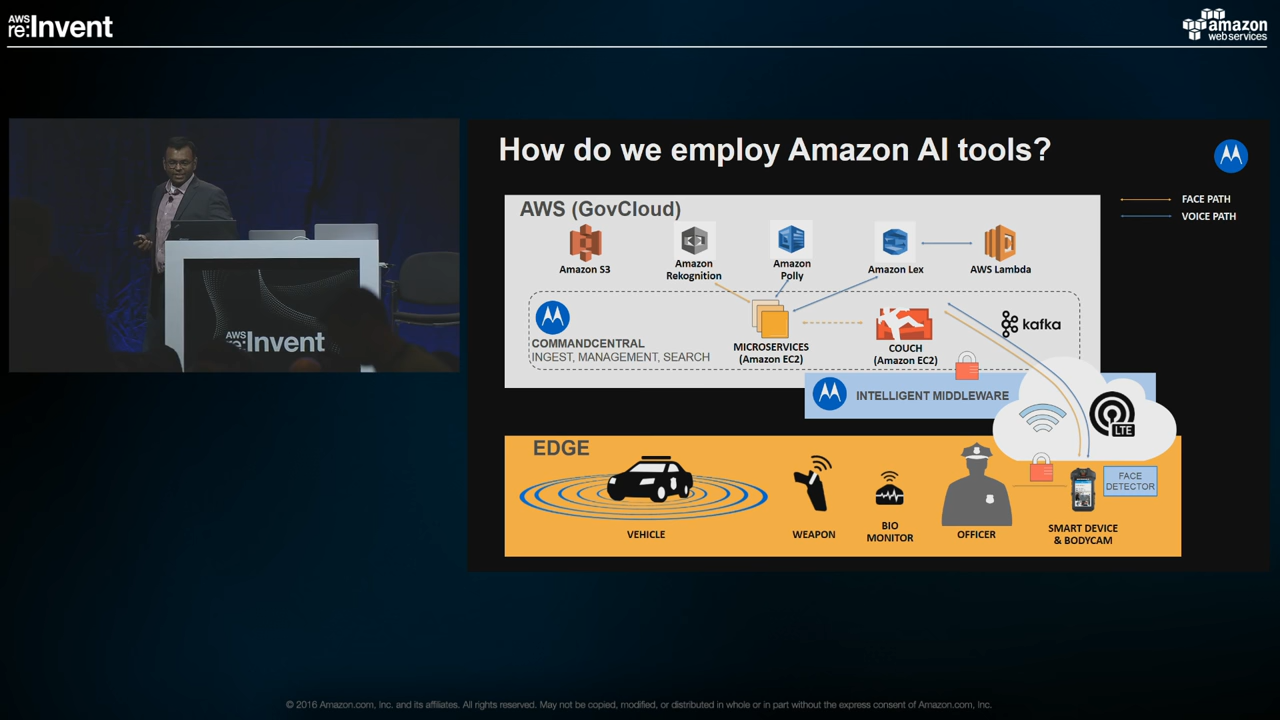 AWS
re:Invent
amazon
web services
AWS
re:Invent
How do we employ Amazon AI tools?
FACE PATH
VOICE PATH
AWS (GovCloud)
Amazon S3
Amazon
Rekognition
Amazon
Polly
Amazon Lex
AWS Lambda
COMMANDCENTRAL
INGEST, MANAGEMENT, SEARCH
MICROSERVICES
(Amazon EC2)
COUCH
(Amazon EC2)
kafka
INTELLIGENT MIDDLEWARE
LTE
EDGE
VEHICLE
WEAPON
BIO
MONITOR
OFFICER
SMART DEVICE
& BODYCAM
FACE
DETECTOR
© 2016 Amazon.com, Inc. and its affiliates. All rights reserved. May not be copied, modified, or distributed in whole or in part without the express consent of Amazon.com, Inc.